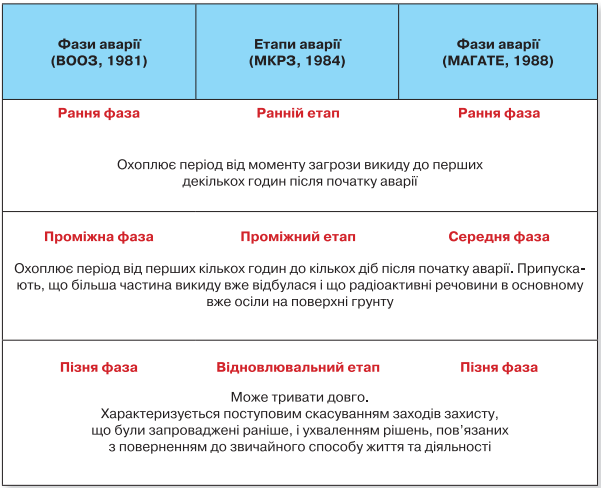 Фази аварії
(ВООЗ, 1981)
Етапи аварії
(МКРЗ, 1984)
Фази аварії
(МАГАТЕ, 1988)
Рання фаза
Ранній етап
Рання фаза
Охоплює період від моменту загрози викиду до перших
декількох годин після початку аварії
Проміжна фаза
Проміжний етап
Середня фаза
Охоплює період від перших кількох годин до кількох діб після початку аварії. Припуска-
ють, що більша частина викиду вже відбулася і що радіоактивні речовини в основному
вже осіли на поверхні грунту
Пізня фаза
Відновлювальний етап
Пізня фаза
Може тривати довго.
Характеризується поступовим скасуванням заходів захисту,
що були запроваджені раніше, і ухваленням рішень, пов’язаних
з поверненням до звичайного способу життя та діяльності